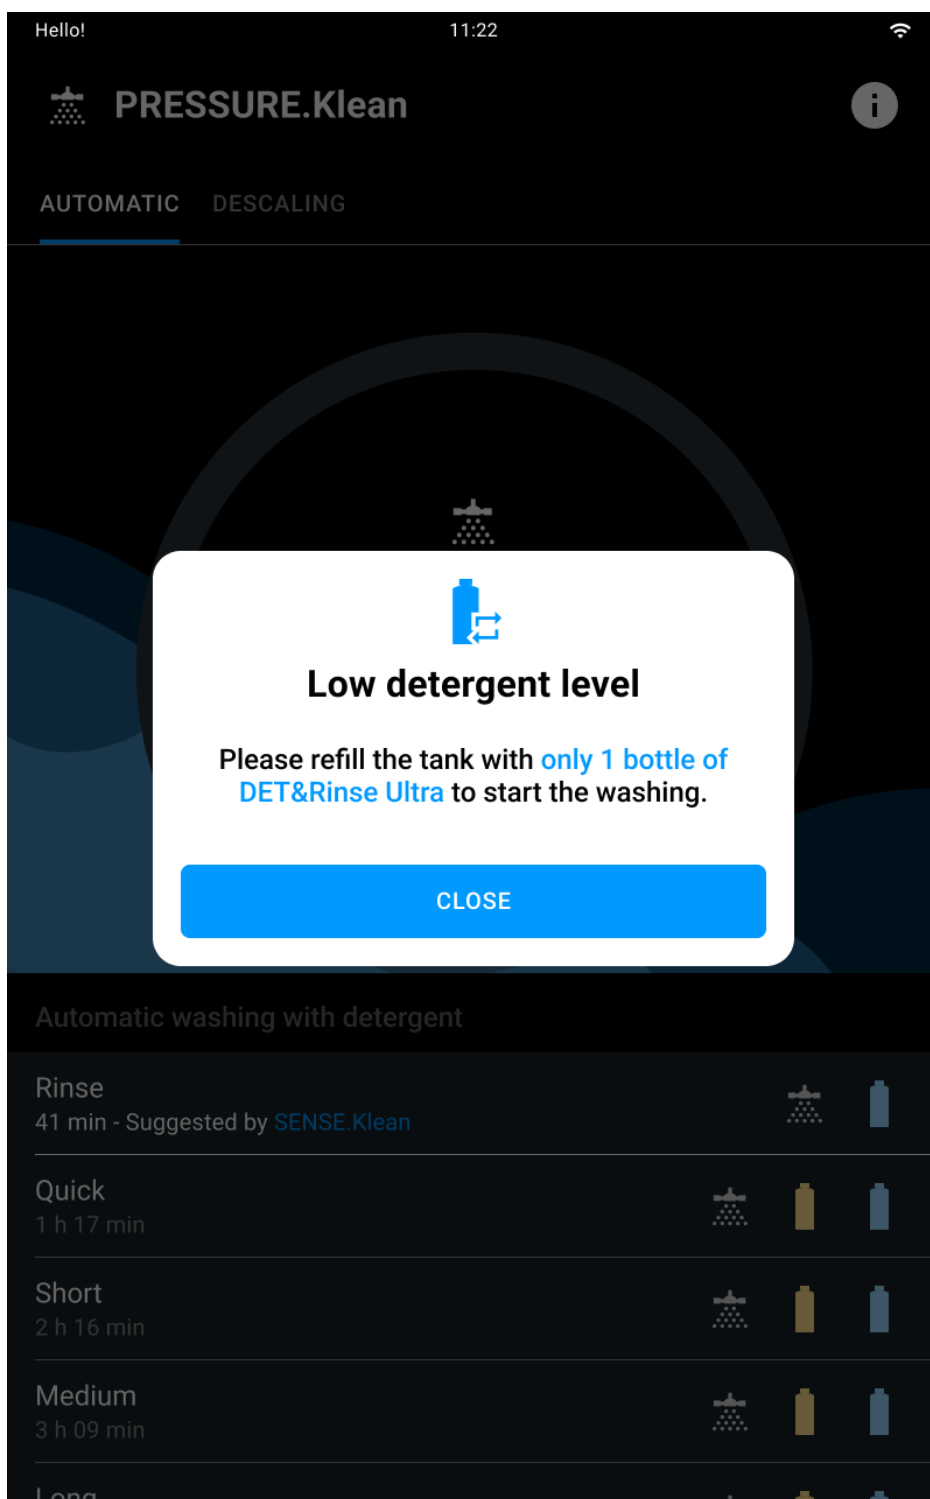 Hello!
11:22
PRESSURE.Klean
AUTOMATIC
DESCALING
Low detergent level
Please refill the tank with only 1 bottle of
DET&Rinse Ultra to start the washing.
CLOSE
Automatic washing with detergent
Rinse
41 min - Suggested by SENSE.Klean
Quick
1 h 17 min
Short
2 h 16 min
Medium
3 h 09 min
Long